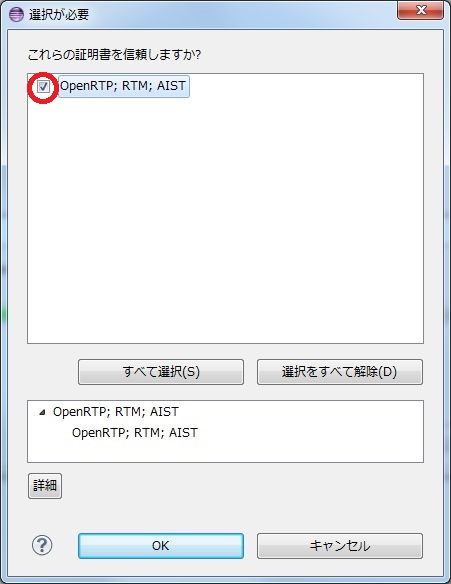 選択が必要
これらの証明書を信頼しますか?
OpenRTP; RTM; AIST
すべて選択(S)
選択をすべて解除(D)
OpenRTP; RTM; AIST
OpenRTP; RTM; AIST
詳細
?
OK
キャンセル